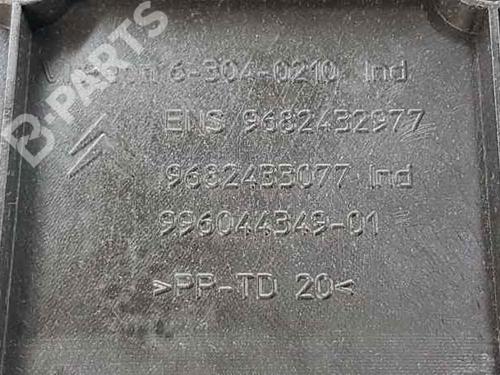 B-PARTS
6-304-0210 Ind
ENS 9682432977
9682433077 Ind
996044349-01
>PP-TD 20<